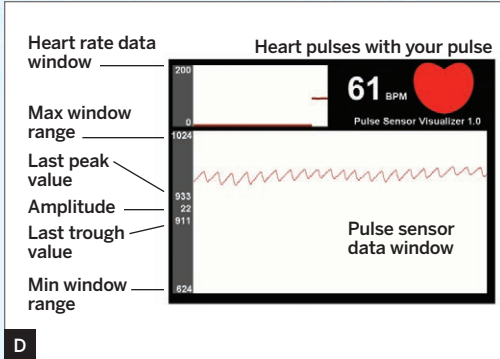 Heart rate data
window
Heart pulses with your pulse
200
0
61 BPM
Pulse Sensor Visualizer 1.0
Max window
range
1024
Last peak
value
933
Amplitude
22
Last trough
value
911
Pulse sensor
data window
Min window
range
624
D